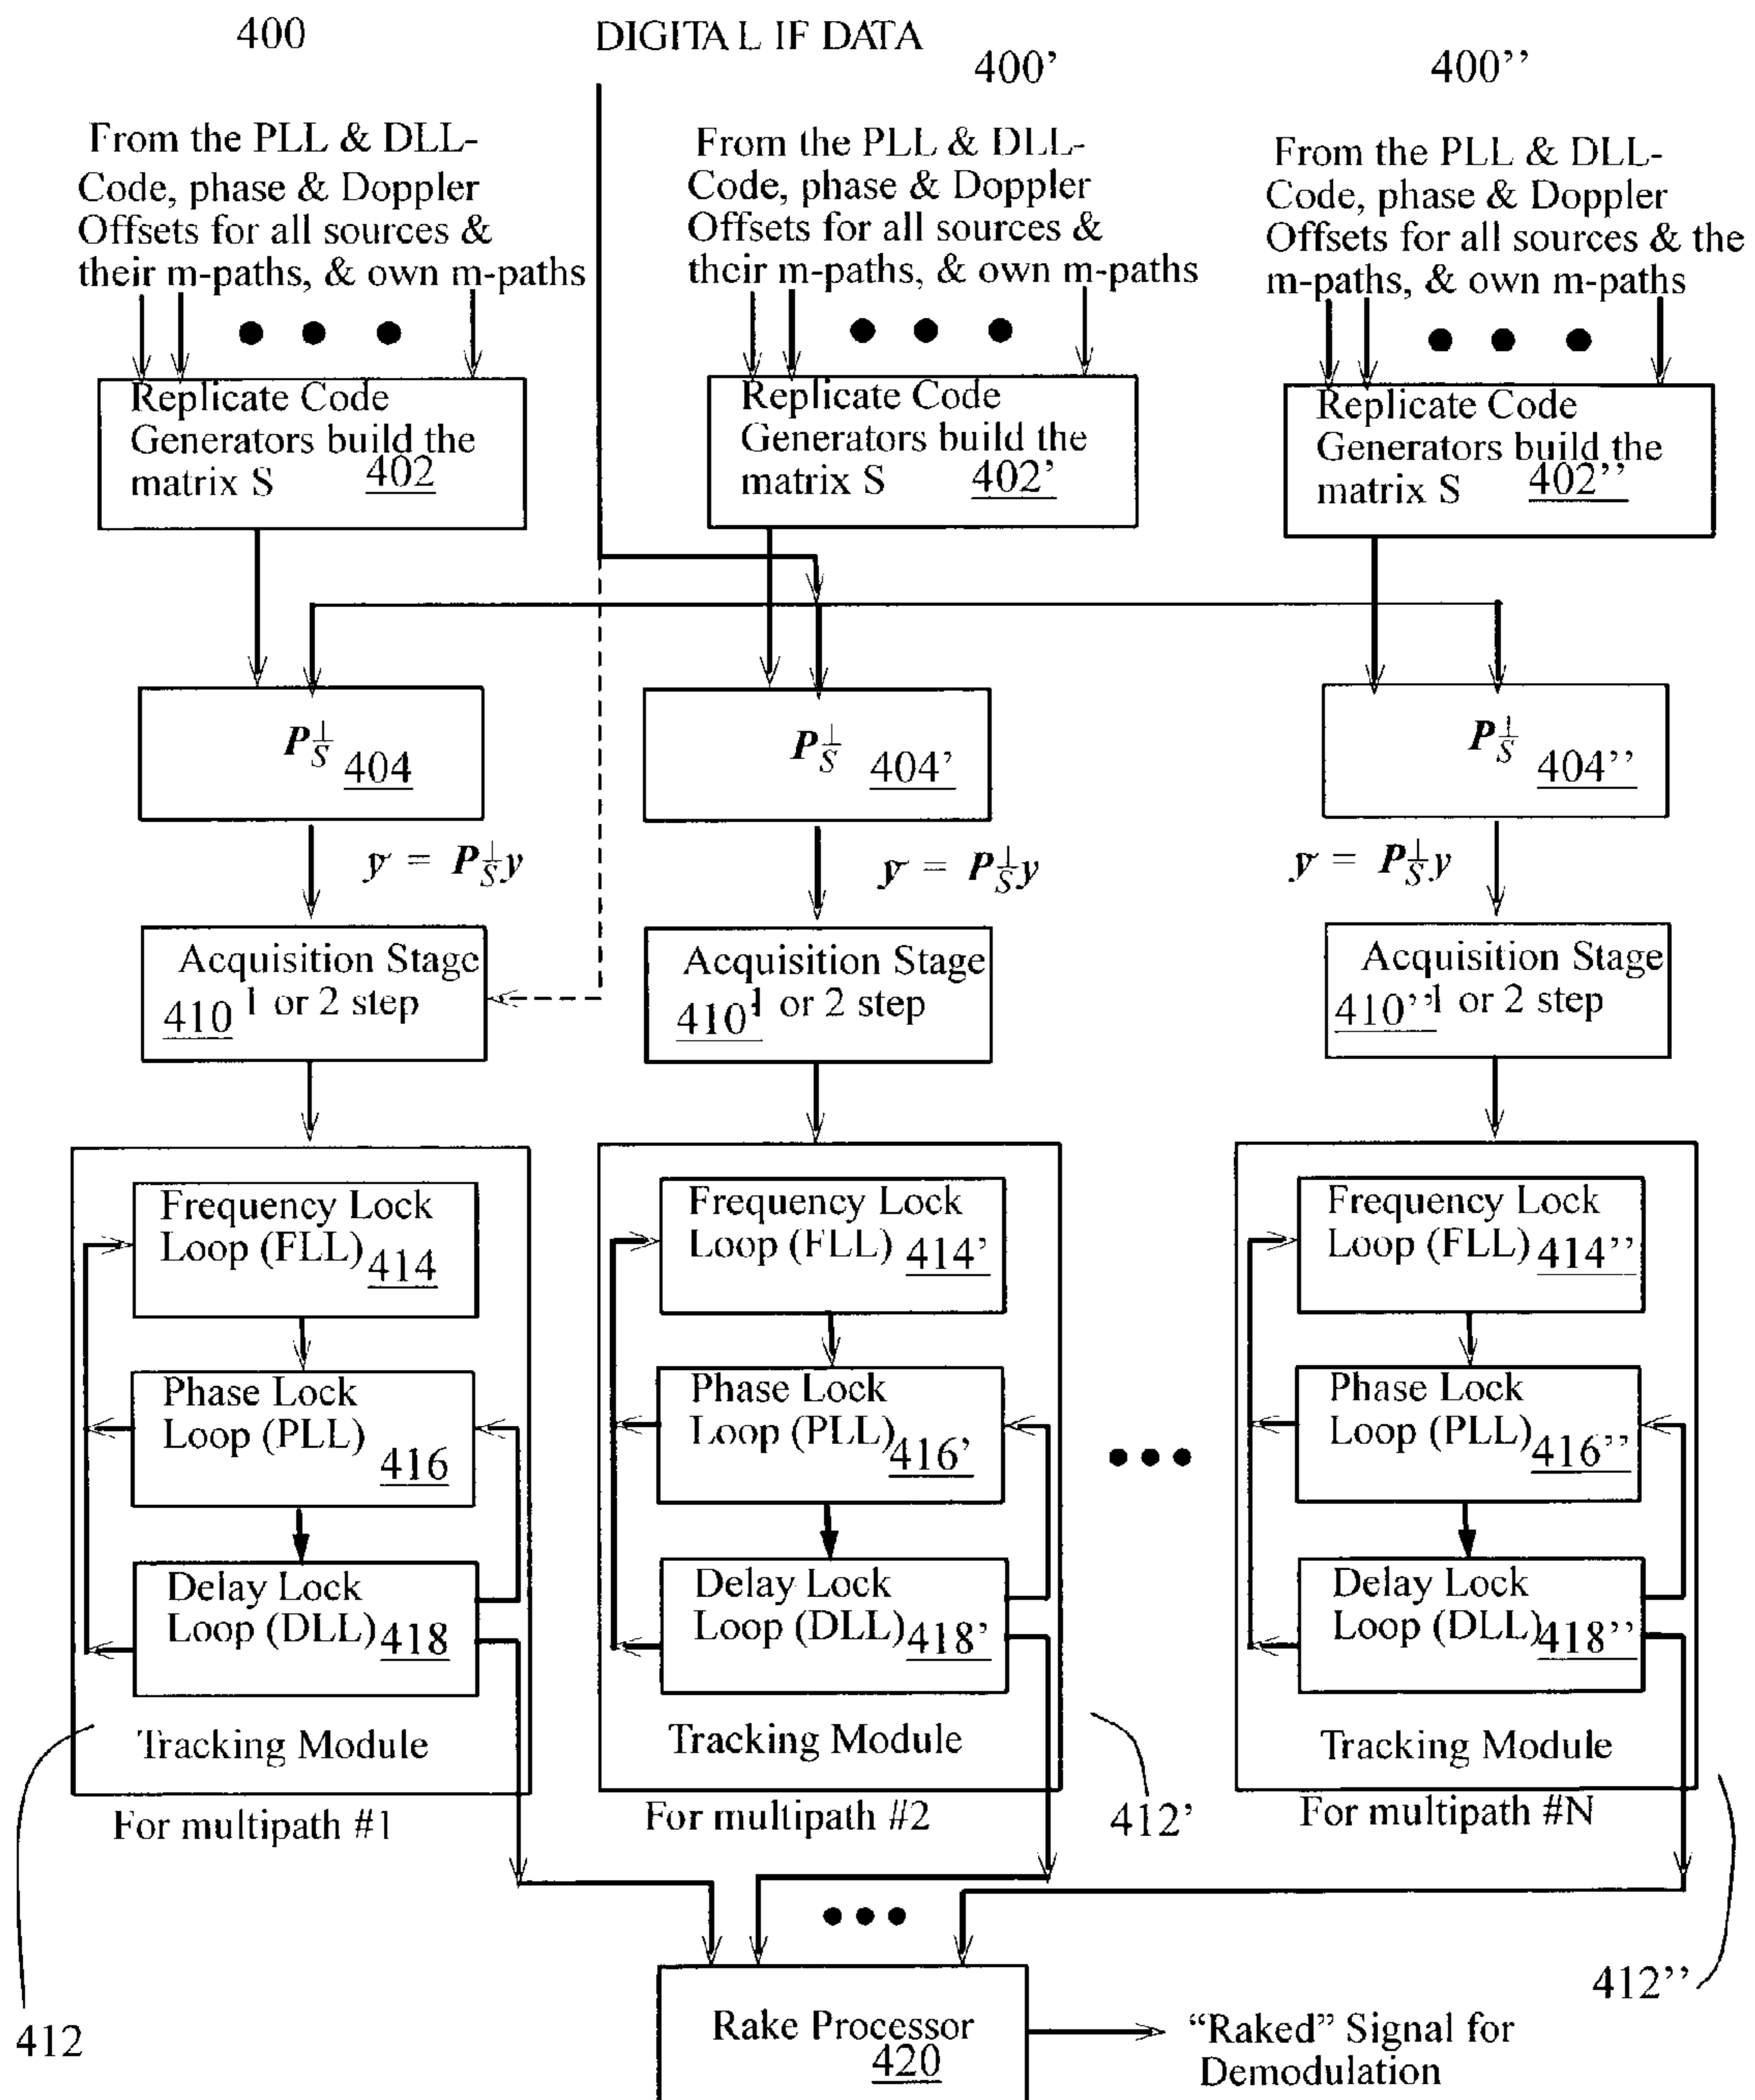 400
DIGITAL IF DATA
400’
400’’
From the PLL & DLL-
Code, phase & Doppler
Offsets for all sources &
their m-paths, & own m-paths
From the PLL & DLL-
Code, phase & Doppler
Offsets for all sources &
their m-paths, & own m-paths
From the PLL & DLL-
Code, phase & Doppler
Offsets for all sources & the
m-paths, & own m-paths
Replicate Code
Generators build the
matrix S 402
Replicate Code
Generators build the
matrix S 402’
Replicate Code
Generators build the
matrix S 402’’
P⊥S 404
P⊥S 404’
P⊥S 404’’
y = P⊥S y
y = P⊥S y
y = P⊥S y
Acquisition Stage
410 1 or 2 step
Acquisition Stage
410’ 1 or 2 step
Acquisition Stage
410’’ 1 or 2 step
Frequency Lock
Loop (FLL) 414
Phase Lock
Loop (PLL)
416
Delay Lock
Loop (DLL) 418
Tracking Module
For multipath #1
Frequency Lock
Loop (FLL) 414’
Phase Lock
Loop (PLL) 416’
Delay Lock
Loop (DLL) 418’
Tracking Module
For multipath #2
412’
Frequency Lock
Loop (FLL) 414’’
Phase Lock
Loop (PLL) 416’’
Delay Lock
Loop (DLL) 418’’
Tracking Module
For multipath #N
412’’
412
Rake Processor
420
“Raked” Signal for
Demodulation